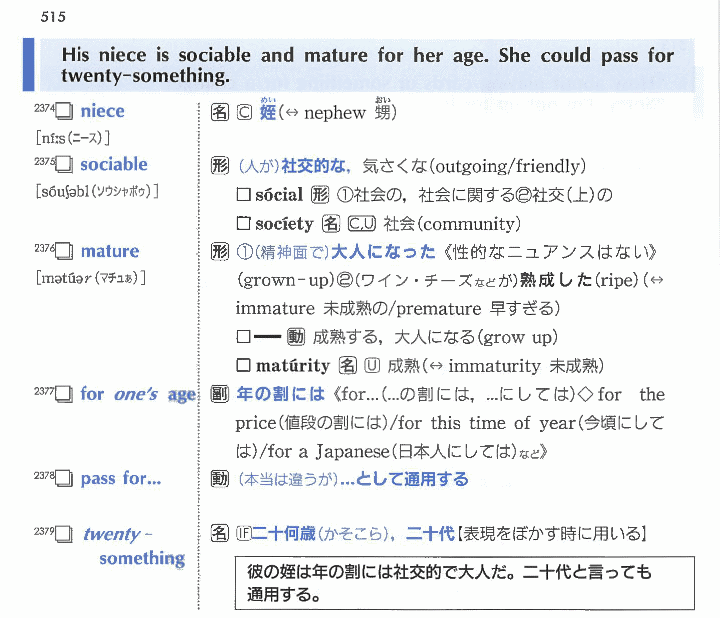 515
His niece is sociable and mature for her age. She could pass for
twenty-something.
2374 niece
[níːs(ニース)]
名 C 姪(めい)(↔ nephew 甥(おい))
2375 sociable
[sóuʃəbl(ソウシャボゥ)]
形 (人が)社交的な，気さくな(outgoing/friendly)
□ sócial 形 ①社会の，社会に関する②社交(上)の
□ socíety 名 C,U 社会(community)
2376 mature
[mətúər(マチュぁ)]
形 ①(精神面で)大人になった《性的なニュアンスはない》
(grown-up)②(ワイン・チーズなどが)熟成した(ripe)(↔
immature 未成熟の/premature 早すぎる)
□ ━ 動 成熟する，大人になる(grow up)
□ matúrity 名 U 成熟(↔ immaturity 未成熟)
2377 for one's age
副 年の割には《for...(...の割には，...にしては)◇for the
price(値段の割には)/for this time of year(今頃にして
は)/for a Japanese(日本人にしては)など》
2378 pass for...
動 (本当は違うが)...として通用する
2379 twenty-
something
名 IF 二十何歳(かそこら)，二十代【表現をぼかす時に用いる】
彼の姪は年の割には社交的で大人だ。二十代と言っても
通用する。